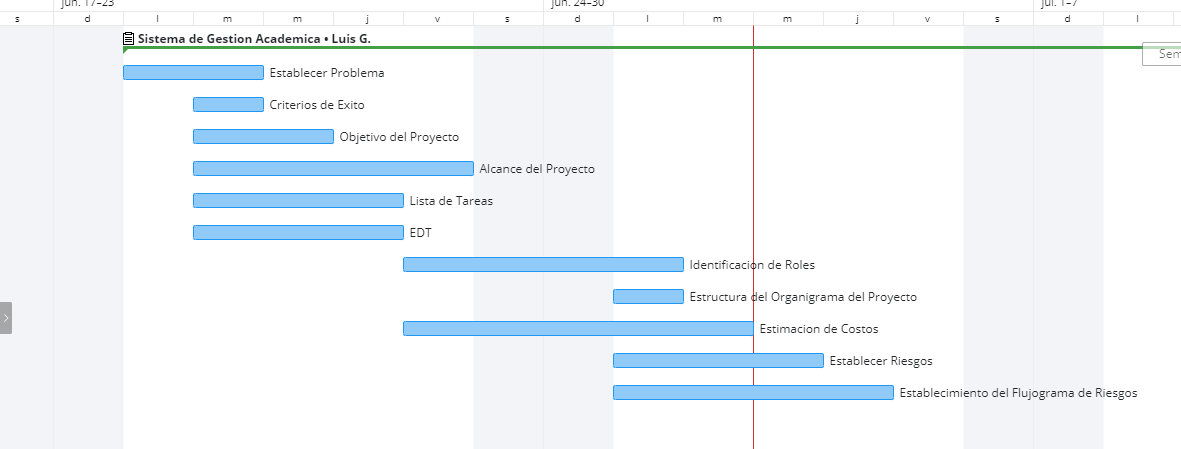 jun. 17–23 jun. 24–30 jul. 1–7
s d l m m j v s d l m m j v s d l
Sistema de Gestion Academica • Luis G.
Sem
Establecer Problema
Criterios de Exito
Objetivo del Proyecto
Alcance del Proyecto
Lista de Tareas
EDT
Identificacion de Roles
Estructura del Organigrama del Proyecto
Estimacion de Costos
Establecer Riesgos
Establecimiento del Flujograma de Riesgos